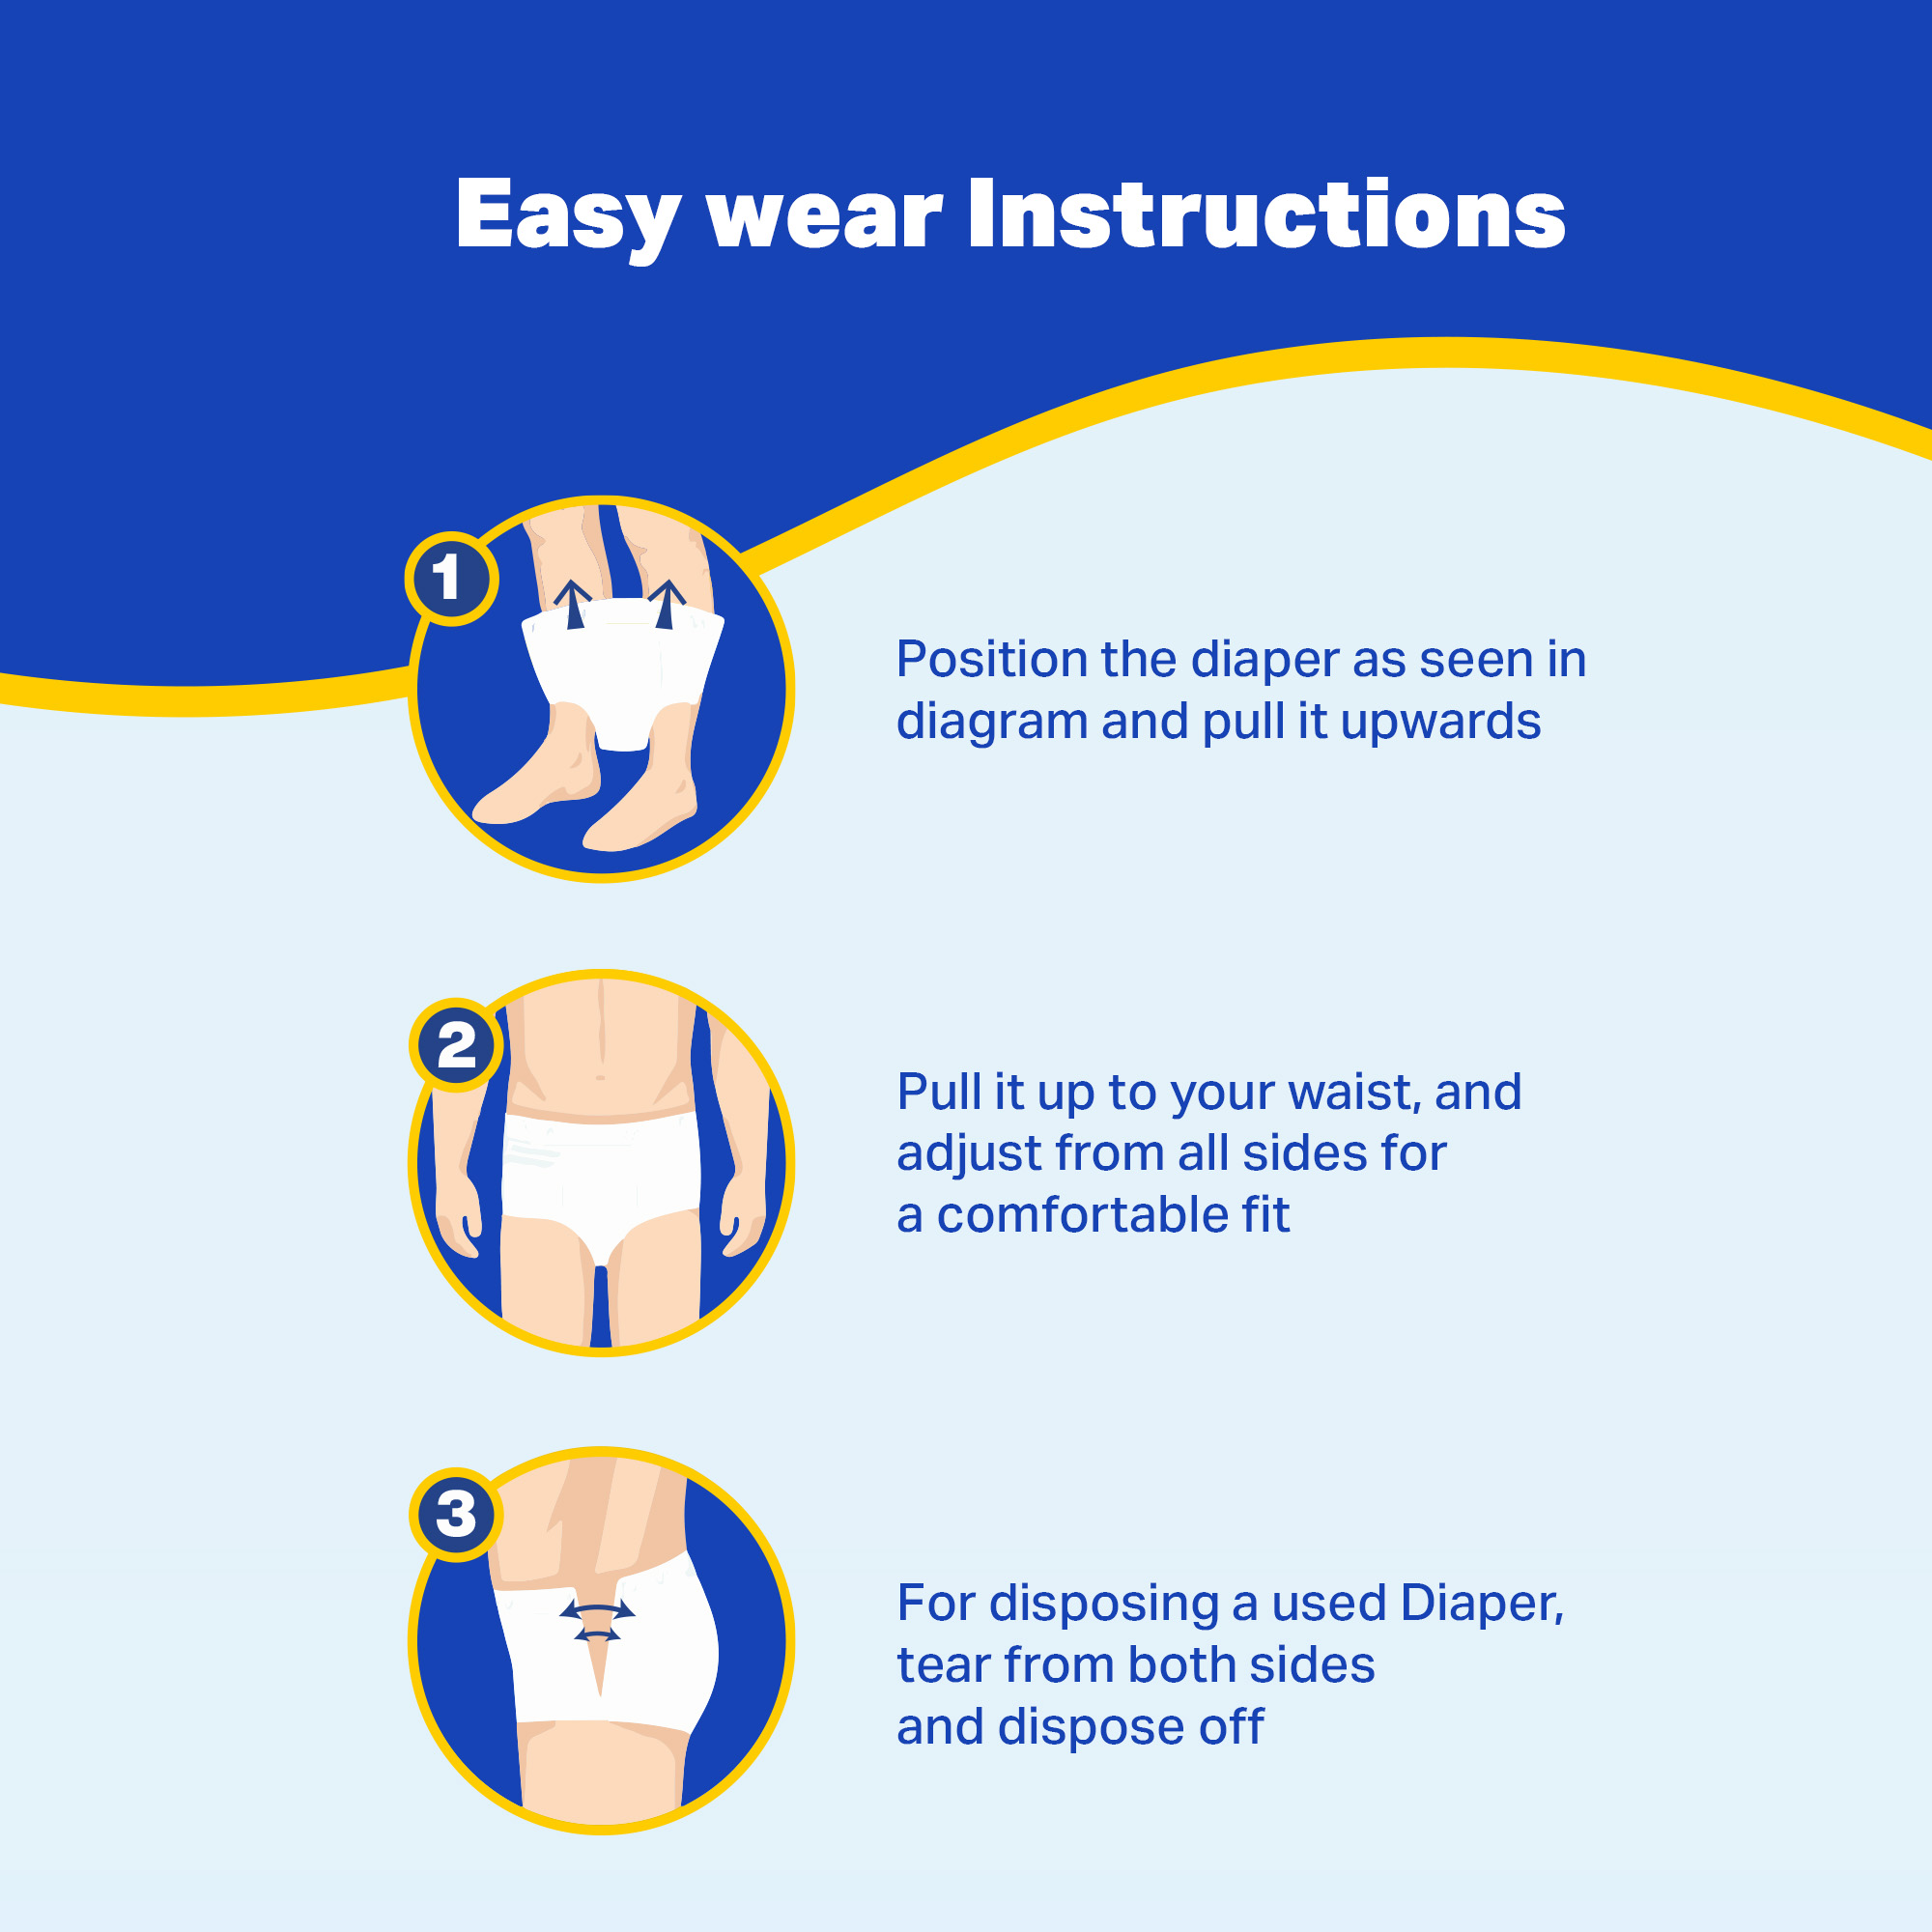 Easy wear Instructions
1
Position the diaper as seen in
diagram and pull it upwards
2
Pull it up to your waist, and
adjust from all sides for
a comfortable fit
3
For disposing a used Diaper,
tear from both sides
and dispose off